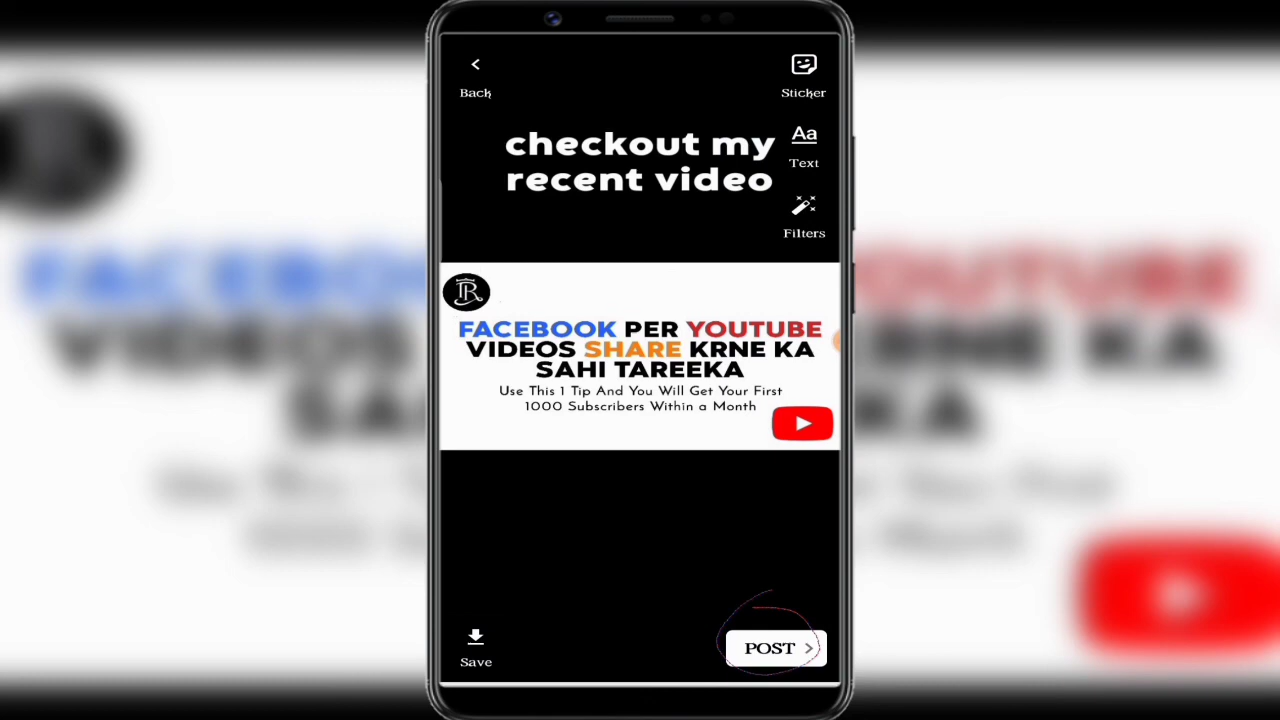 Back
Sticker
checkout my
recent video
Aa
Text
Filters
FACEBOOK PER YOUTUBE
VIDEOS SHARE KRNE KA
SAHI TAREEKA
Use This 1 Tip And You Will Get Your First
1000 Subscribers Within a Month
Save
POST